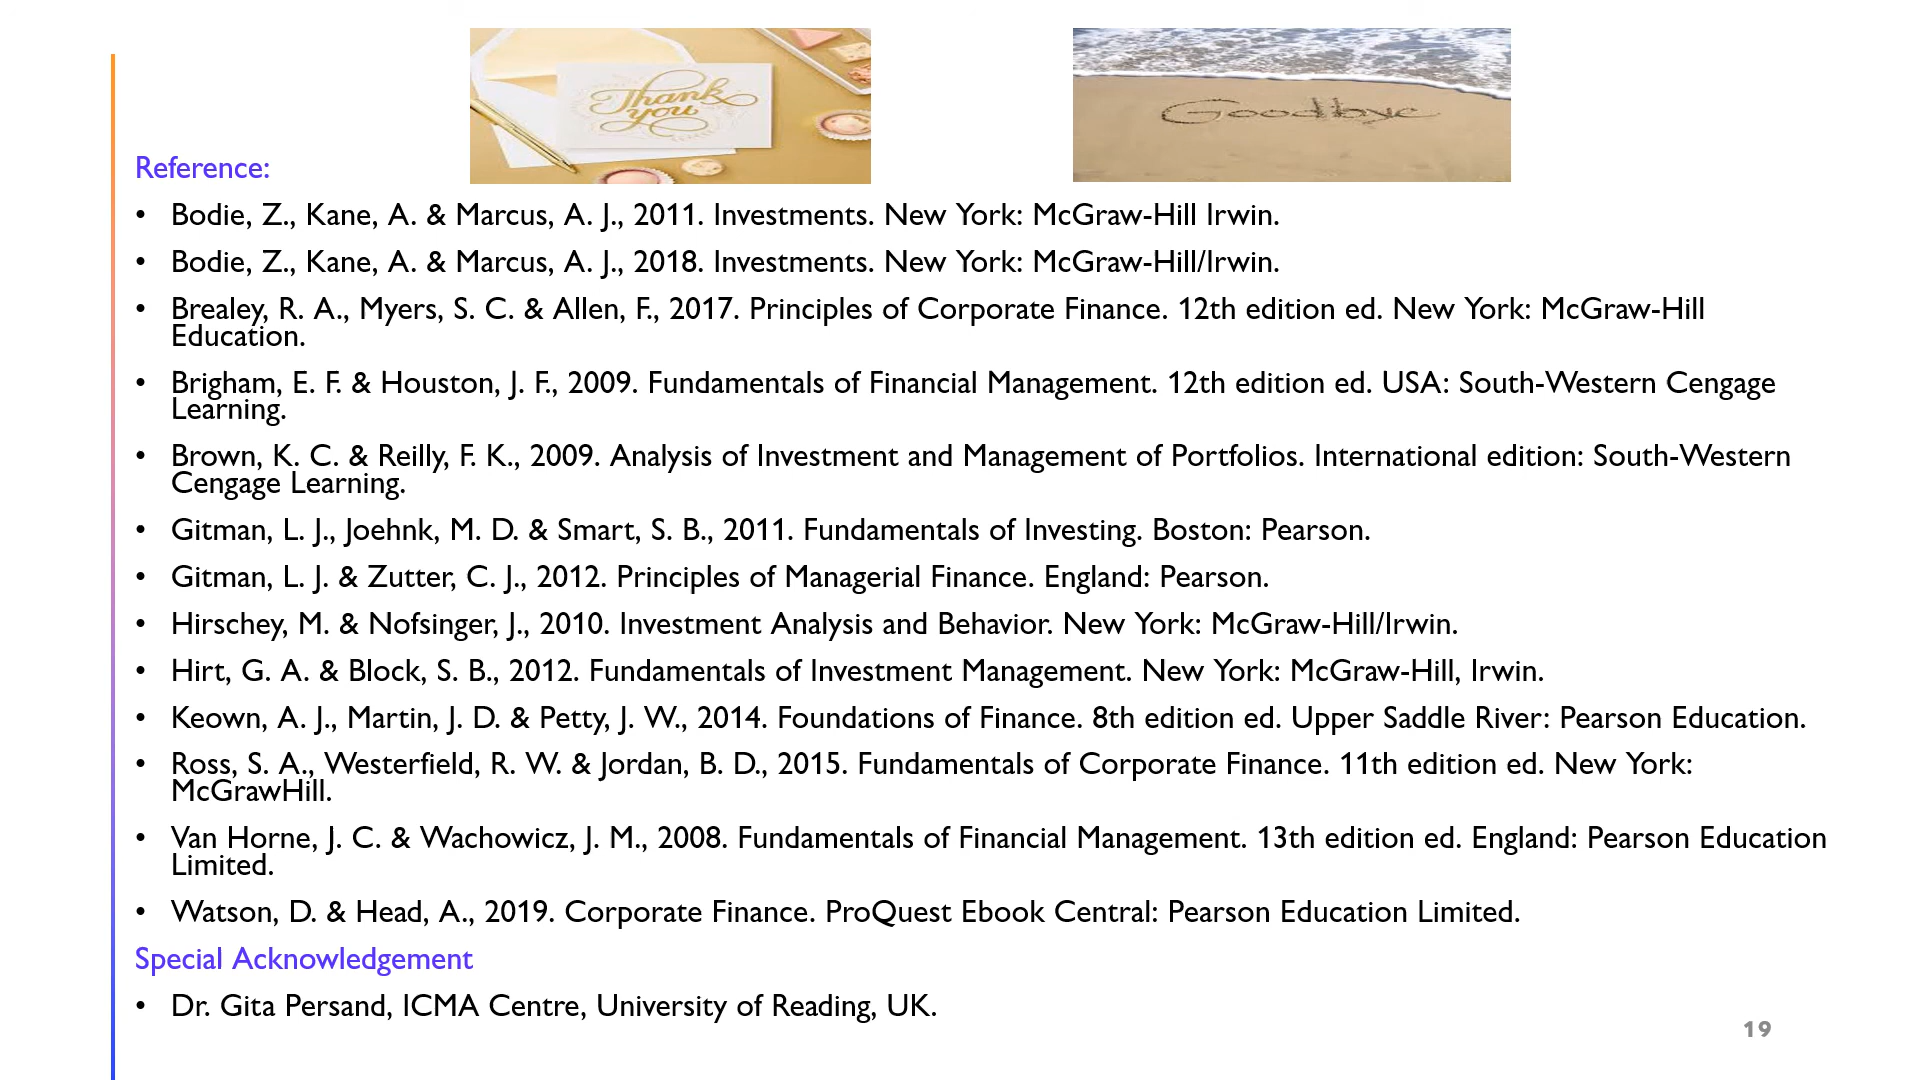 Thank
you
Goodbye
Reference:
• Bodie, Z., Kane, A. & Marcus, A. J., 2011. Investments. New York: McGraw-Hill Irwin.
• Bodie, Z., Kane, A. & Marcus, A. J., 2018. Investments. New York: McGraw-Hill/Irwin.
• Brealey, R. A., Myers, S. C. & Allen, F., 2017. Principles of Corporate Finance. 12th edition ed. New York: McGraw-Hill
Education.
• Brigham, E. F. & Houston, J. F., 2009. Fundamentals of Financial Management. 12th edition ed. USA: South-Western Cengage
Learning.
• Brown, K. C. & Reilly, F. K., 2009. Analysis of Investment and Management of Portfolios. International edition: South-Western
Cengage Learning.
• Gitman, L. J., Joehnk, M. D. & Smart, S. B., 2011. Fundamentals of Investing. Boston: Pearson.
• Gitman, L. J. & Zutter, C. J., 2012. Principles of Managerial Finance. England: Pearson.
• Hirschey, M. & Nofsinger, J., 2010. Investment Analysis and Behavior. New York: McGraw-Hill/Irwin.
• Hirt, G. A. & Block, S. B., 2012. Fundamentals of Investment Management. New York: McGraw-Hill, Irwin.
• Keown, A. J., Martin, J. D. & Petty, J. W., 2014. Foundations of Finance. 8th edition ed. Upper Saddle River: Pearson Education.
• Ross, S. A., Westerfield, R. W. & Jordan, B. D., 2015. Fundamentals of Corporate Finance. 11th edition ed. New York:
McGrawHill.
• Van Horne, J. C. & Wachowicz, J. M., 2008. Fundamentals of Financial Management. 13th edition ed. England: Pearson Education
Limited.
• Watson, D. & Head, A., 2019. Corporate Finance. ProQuest Ebook Central: Pearson Education Limited.
Special Acknowledgement
• Dr. Gita Persand, ICMA Centre, University of Reading, UK.
19